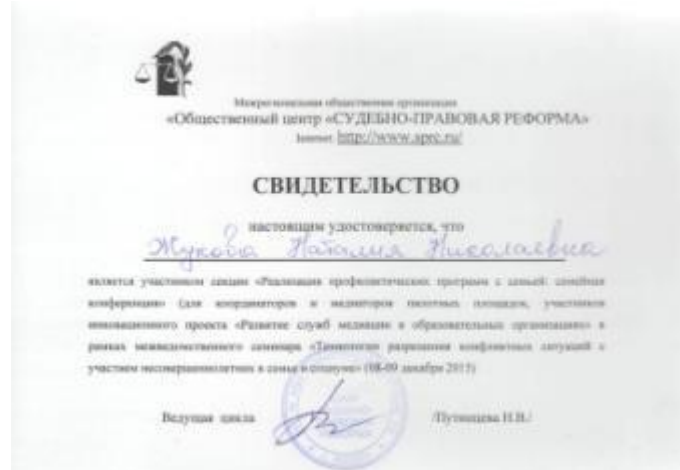 Межрегиональная общественная организация
«Общественный центр «СУДЕБНО-ПРАВОВАЯ РЕФОРМА»
Internet: http://www.sprc.ru/
СВИДЕТЕЛЬСТВО
настоящим удостоверяется, что
Жукова Наталия Николаевна
является участником секции «Реализация профилактических программ с семьей: семейная
конференция» (для координаторов и медиаторов пилотных площадок, участников
инновационного проекта «Развитие служб медиации в образовательных организациях» в
рамках межведомственного семинара «Технологии разрешения конфликтных ситуаций с
участием несовершеннолетних в семье и социуме» (08-09 декабря 2015)
Ведущая цикла /Путинцева Н.В./